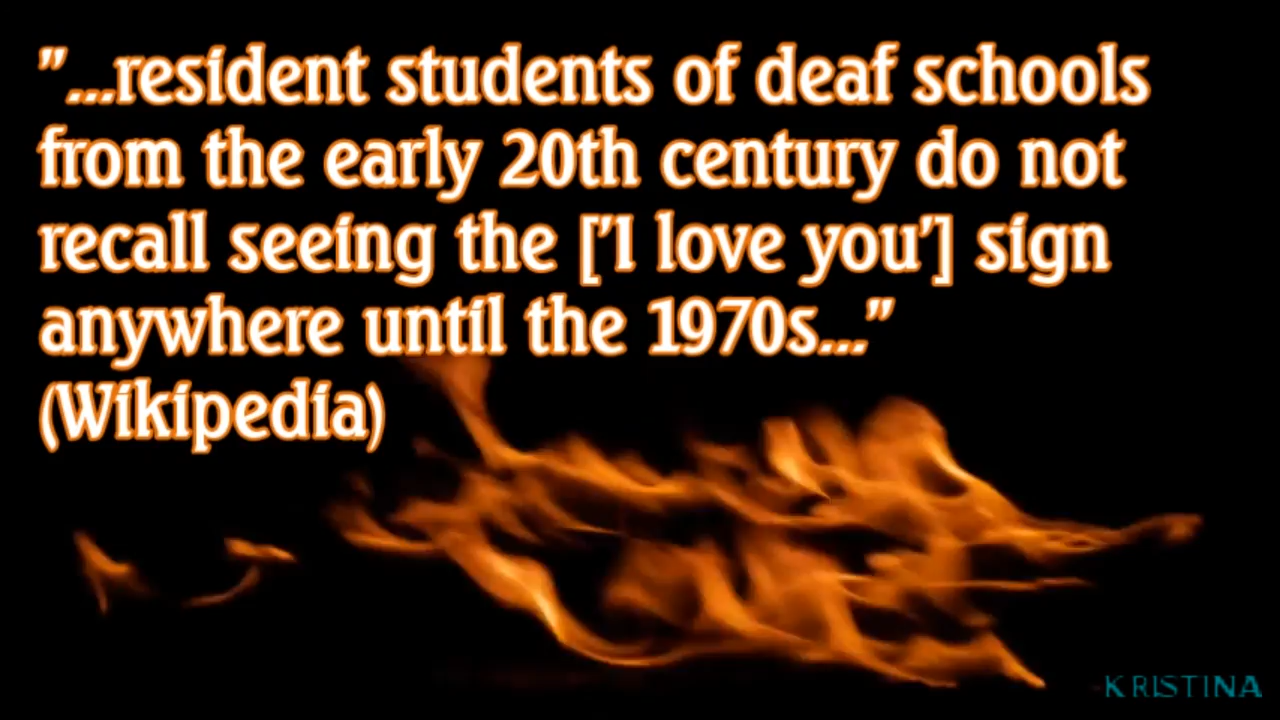 "...resident students of deaf schools
from the early 20th century do not
recall seeing the ['I love you'] sign
anywhere until the 1970s..."
(Wikipedia)
KRISTINA